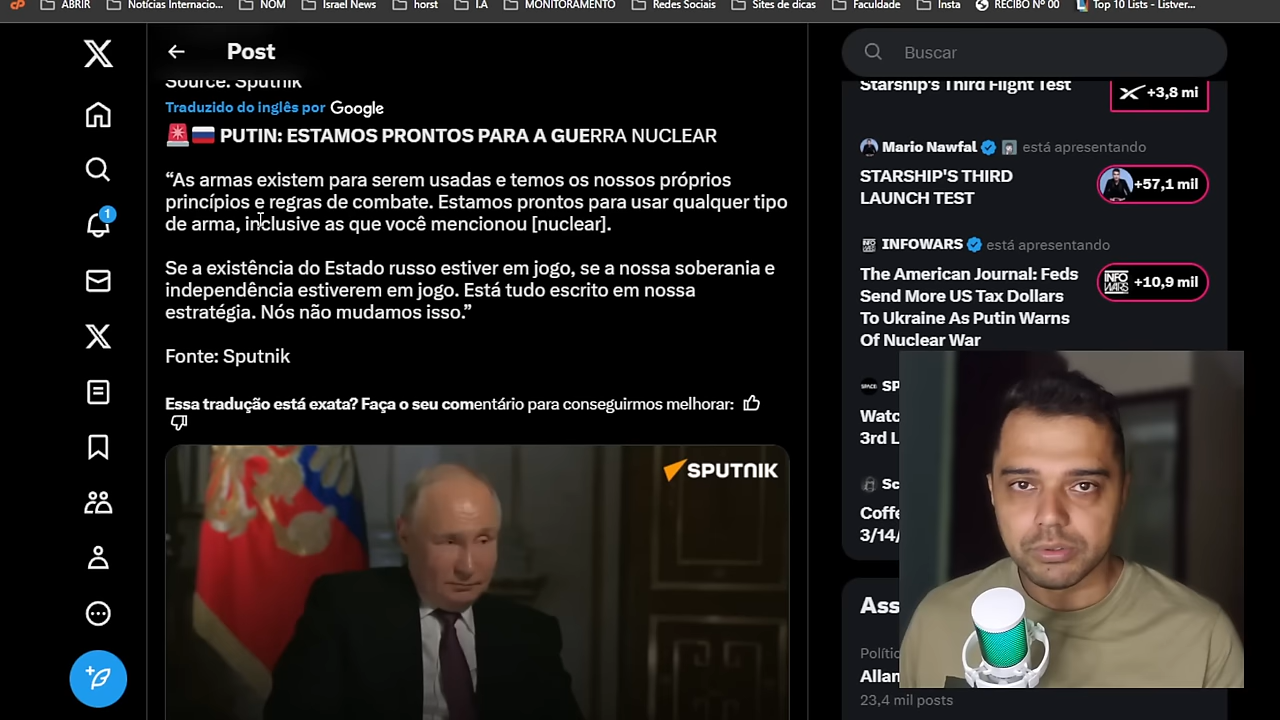 ABRIR
Notícias Internacio...
NOM
Israel News
horst
I.A
MONITORAMENTO
Redes Sociais
Sites de dicas
Faculdade
Insta
RECIBO Nº 00
Top 10 Lists - Listver...
Post
Source: Sputnik
Traduzido do inglês por Google
PUTIN: ESTAMOS PRONTOS PARA A GUERRA NUCLEAR
“As armas existem para serem usadas e temos os nossos próprios
princípios e regras de combate. Estamos prontos para usar qualquer tipo
de arma, inclusive as que você mencionou [nuclear].
Se a existência do Estado russo estiver em jogo, se a nossa soberania e
independência estiverem em jogo. Está tudo escrito em nossa
estratégia. Nós não mudamos isso.”
Fonte: Sputnik
Essa tradução está exata? Faça o seu comentário para conseguirmos melhorar:
SPUTNIK
1
Buscar
Starship's Third Flight Test
+3,8 mi
Mario Nawfal está apresentando
STARSHIP'S THIRD
LAUNCH TEST
+57,1 mil
INFOWARS está apresentando
The American Journal: Feds
Send More US Tax Dollars
To Ukraine As Putin Warns
Of Nuclear War
INFO
WARS
+10,9 mil
SP
Watc
3rd L
Sc
Coffe
3/14/
Ass
Polític
Allan
23,4 mil posts